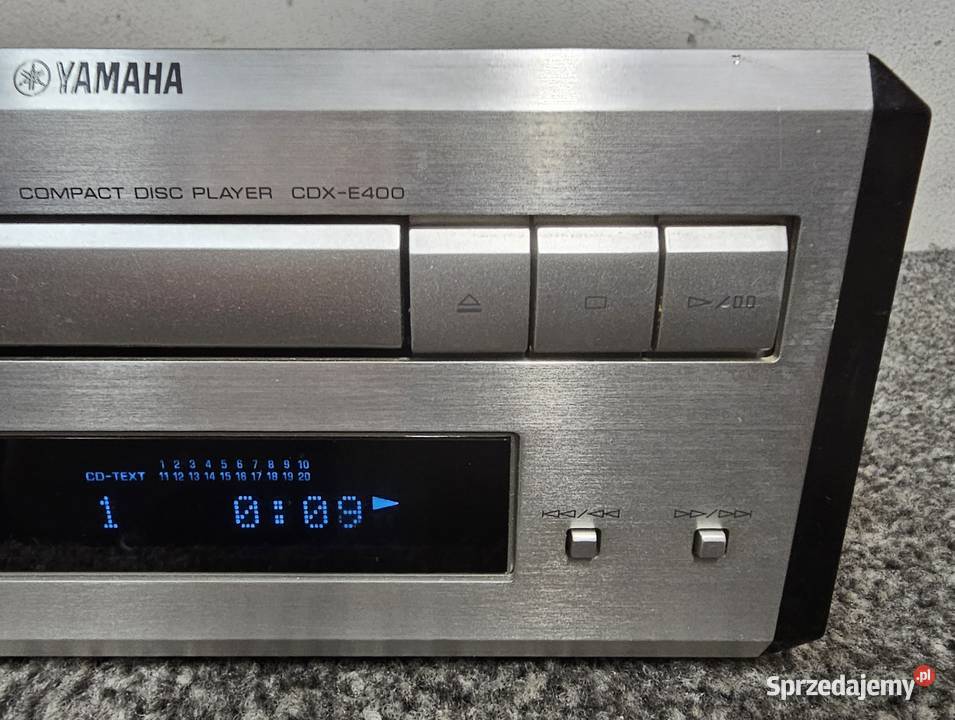 YAMAHA
COMPACT DISC PLAYER CDX-E400
1 2 3 4 5 6 7 8 9 10
CD-TEXT 11 12 13 14 15 16 17 18 19 20
1 0:09
Sprzedajemy.pl